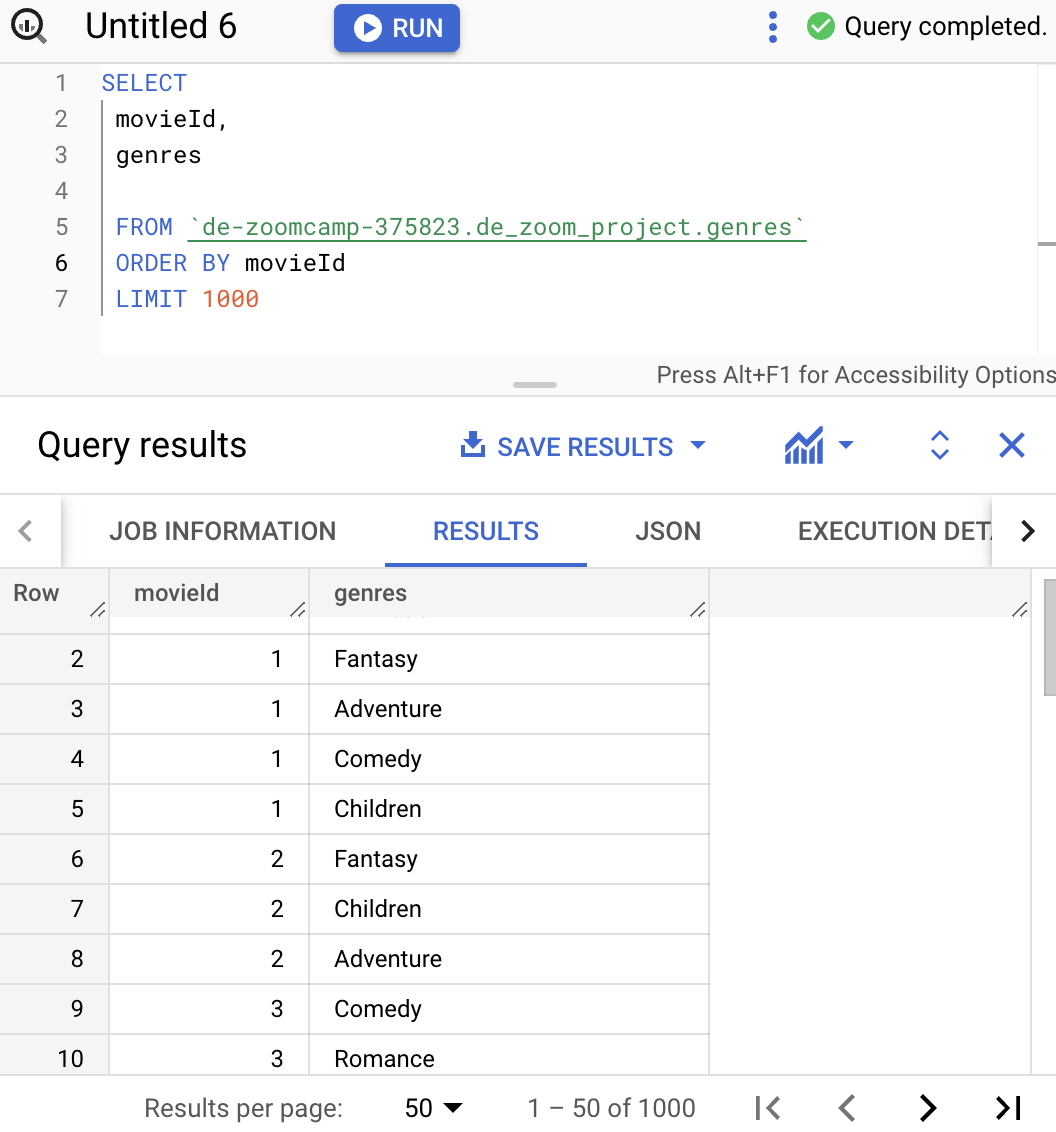 Untitled 6 RUN Query completed.
1 SELECT
2 movieId,
3 genres
4
5 FROM `de-zoomcamp-375823.de_zoom_project.genres`
6 ORDER BY movieId
7 LIMIT 1000
Press Alt+F1 for Accessibility Options
Query results SAVE RESULTS
JOB INFORMATION RESULTS JSON EXECUTION DETA
Row movieId genres
2 1 Fantasy
3 1 Adventure
4 1 Comedy
5 1 Children
6 2 Fantasy
7 2 Children
8 2 Adventure
9 3 Comedy
10 3 Romance
Results per page: 50 1 – 50 of 1000